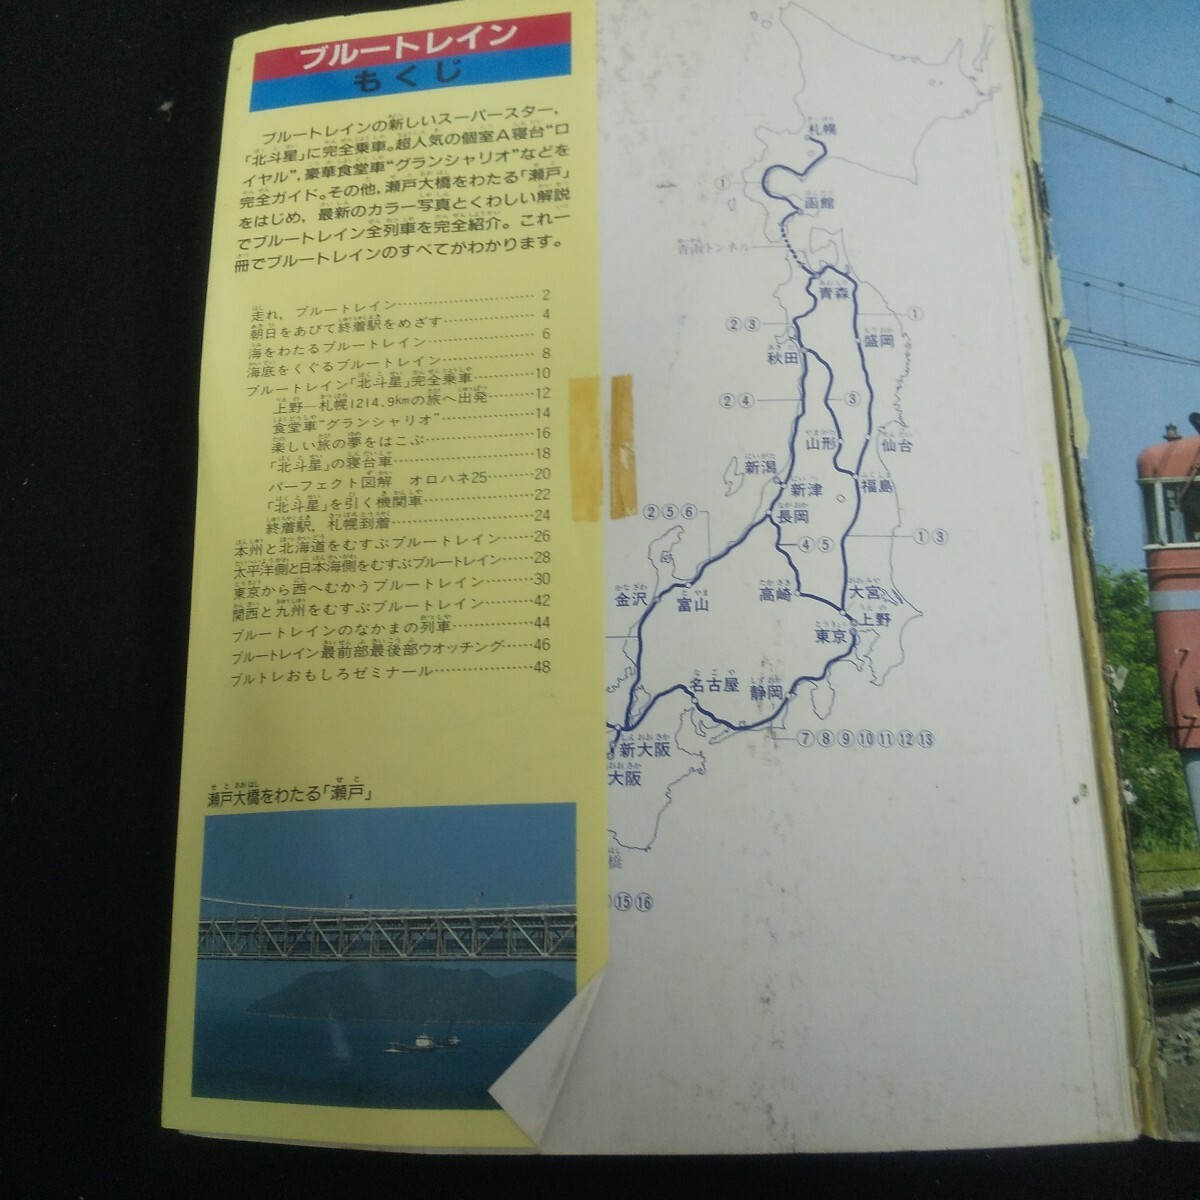 ブルートレイン
もくじ
ブルートレインの新しいスーパースター,
「北斗星」に完全乗車。超人気の個室A寝台“ロ
イヤル”, 豪華食堂車“グランシャリオ”などを
完全ガイド。その他, 瀬戸大橋をわたる「瀬戸」
をはじめ, 最新のカラー写真とくわしい解説
でブルートレイン全列車を完全紹介。これ一
冊でブルートレインのすべてがわかります。
走れ, ブルートレイン……………………2
朝日をあびて終着駅をめざす……………4
海をわたるブルートレイン………………6
海底をくぐるブルートレイン……………8
ブルートレイン「北斗星」完全乗車………10
上野―札幌1214.9kmの旅へ出発………12
食堂車“グランシャリオ”………………14
楽しい旅の夢をはこぶ…………………16
「北斗星」の寝台車………………………18
パーフェクト図解 オロハネ25………20
「北斗星」を引く機関車…………………22
終着駅, 札幌到着………………………24
本州と北海道をむすぶブルートレイン……26
太平洋側と日本海側をむすぶブルートレイン……28
東京から西へむかうブルートレイン………30
関西と九州をむすぶブルートレイン………42
ブルートレインのなかまの列車……………44
ブルートレイン最前部最後部ウオッチング……46
ブルトレおもしろゼミナール………………48
瀬戸大橋をわたる「瀬戸」
札幌
①
函館
青函トンネル
青森
①
②③
盛岡
秋田
②④
③
山形
仙台
新潟
新津
福島
長岡
②⑤⑥
④⑤
①③
金沢
富山
高崎
大宮
上野
東京
名古屋
静岡
新大阪
⑦⑧⑨⑩⑪⑫⑬
大阪
橋
⑮⑯